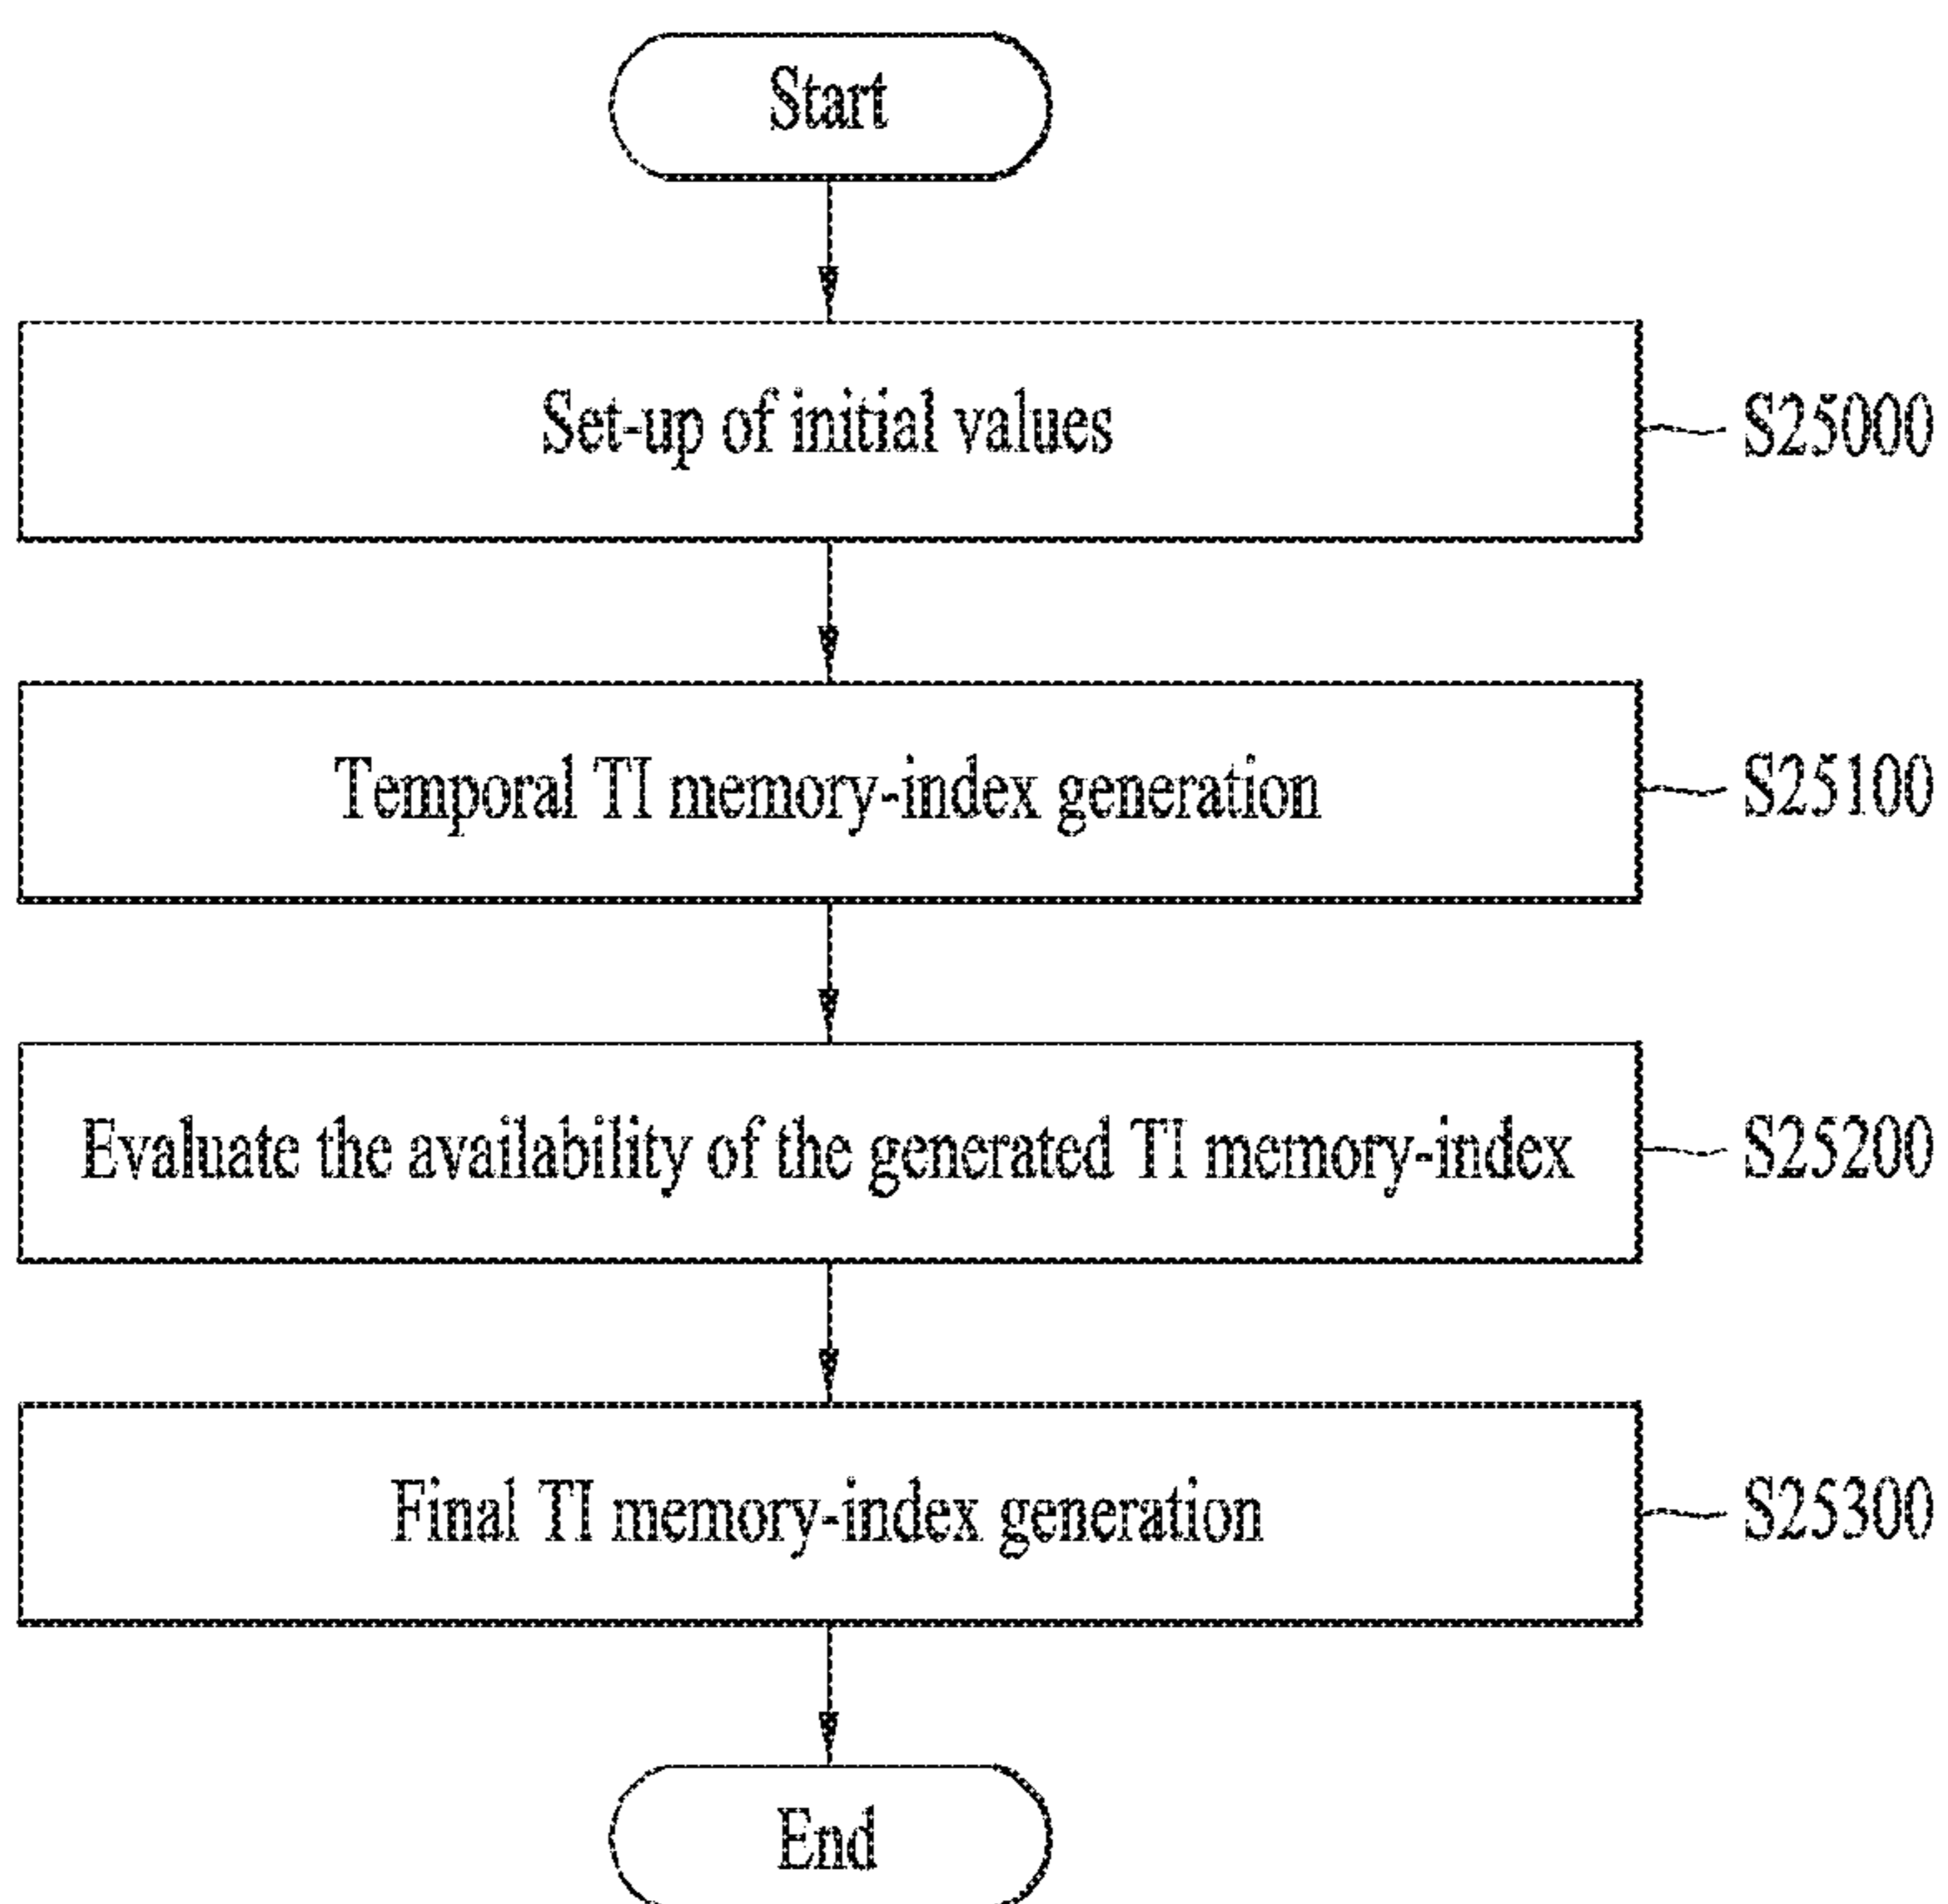 Start
Set-up of initial values
S25000
Temporal TI memory-index generation
S25100
Evaluate the availability of the generated TI memory-index
S25200
Final TI memory-index generation
S25300
End